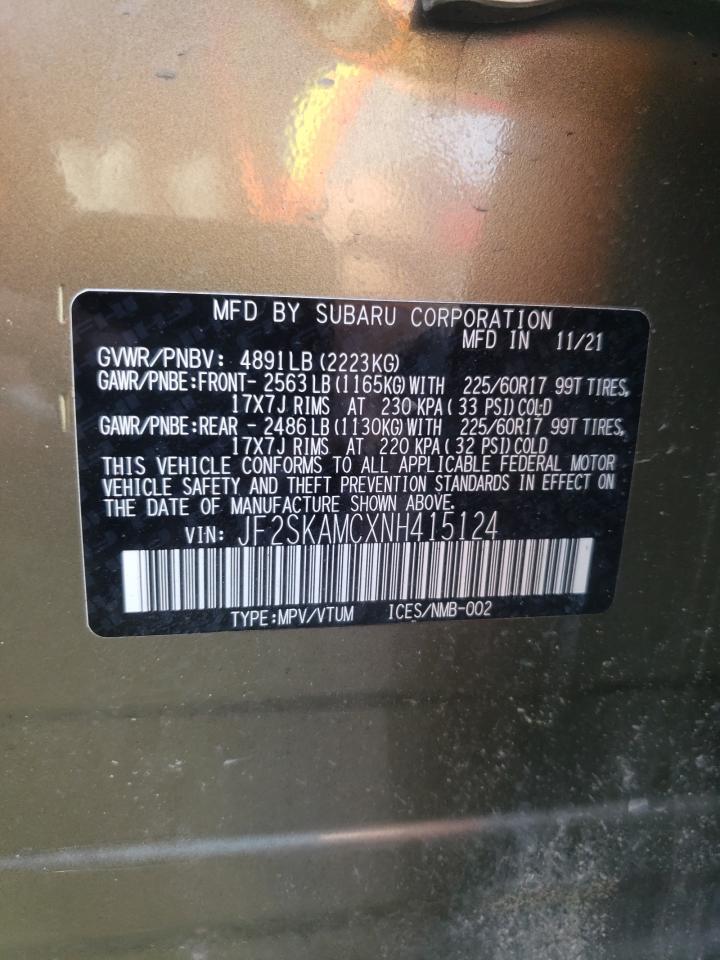 MFD BY SUBARU CORPORATION
MFD IN 11/21
GVWR/PNBV: 4891LB (2223KG)
GAWR/PNBE:FRONT- 2563 LB (1165KG) WITH 225/60R17 99T TIRES,
17X7J RIMS AT 230 KPA( 33 PSI) COLD
GAWR/PNBE:REAR - 2486 LB (1130KG) WITH 225/60R17 99T TIRES,
17X7J RIMS AT 220 KPA( 32 PSI) COLD
THIS VEHICLE CONFORMS TO ALL APPLICABLE FEDERAL MOTOR
VEHICLE SAFETY AND THEFT PREVENTION STANDARDS IN EFFECT ON
THE DATE OF MANUFACTURE SHOWN ABOVE.
VIN: JF2SKAMCXNH415124
TYPE:MPV/VTUM ICES/NMB-002